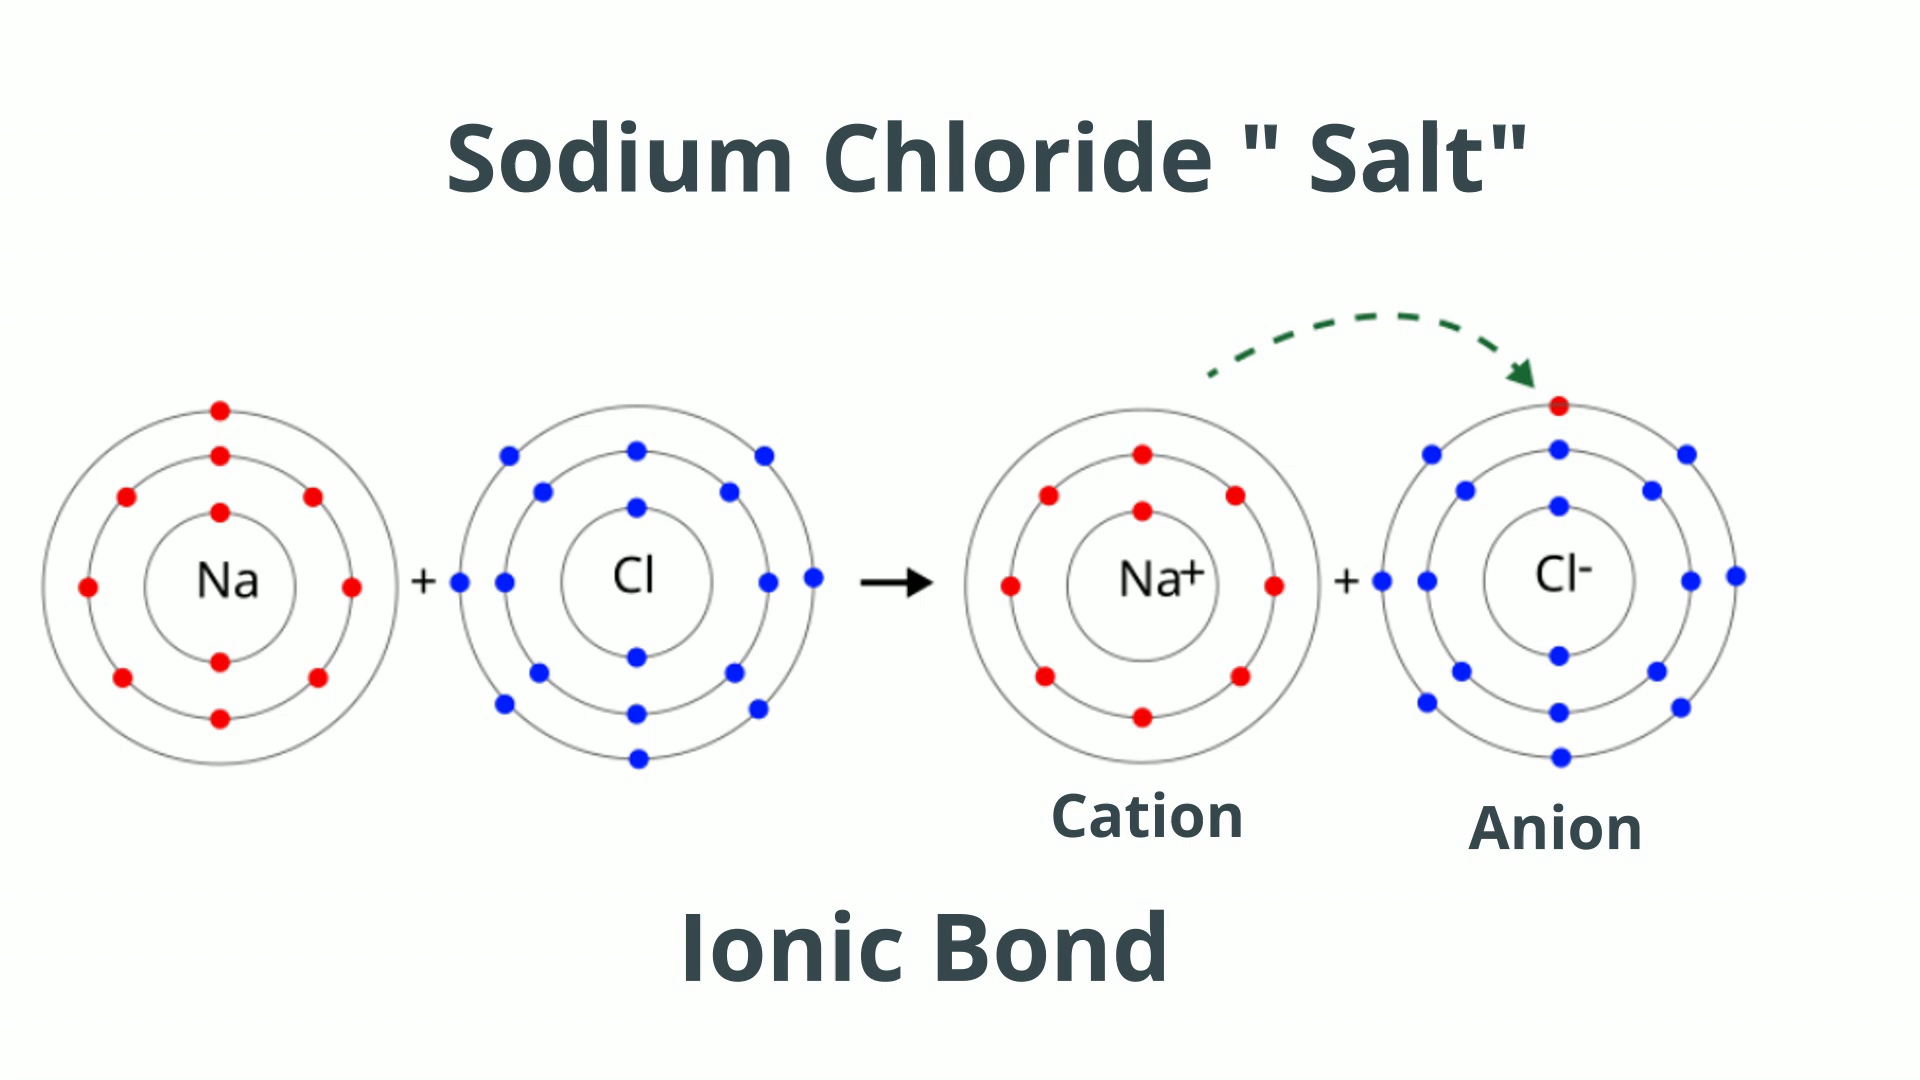 Sodium Chloride " Salt"
Na + Cl → Na+ + Cl-
Cation
Anion
Ionic Bond